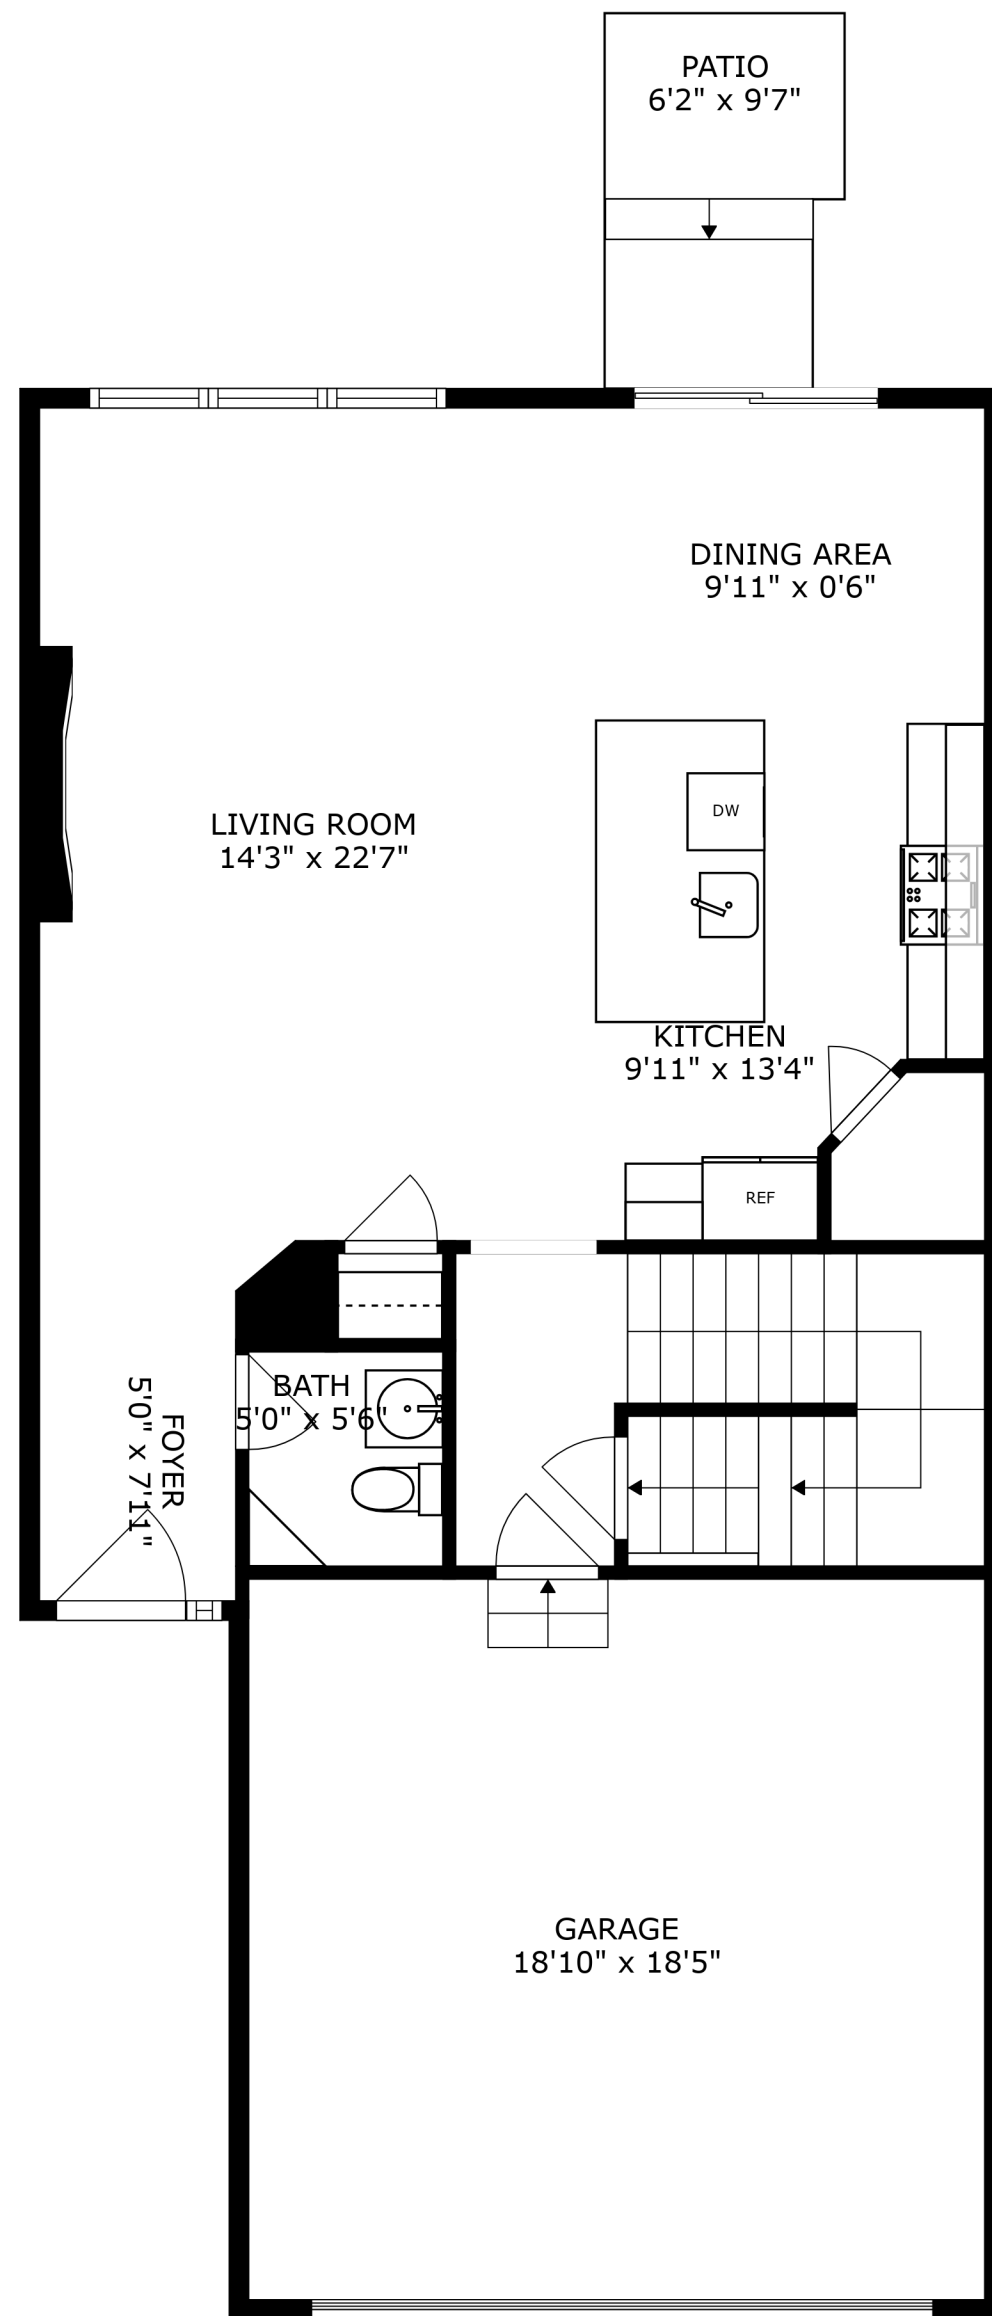 PATIO
6'2" x 9'7"
DINING AREA
9'11" x 0'6"
DW
LIVING ROOM
14'3" x 22'7"
KITCHEN
9'11" x 13'4"
REF
BATH
5'0" x 5'6"
FOYER
5'0" x 7'11"
GARAGE
18'10" x 18'5"